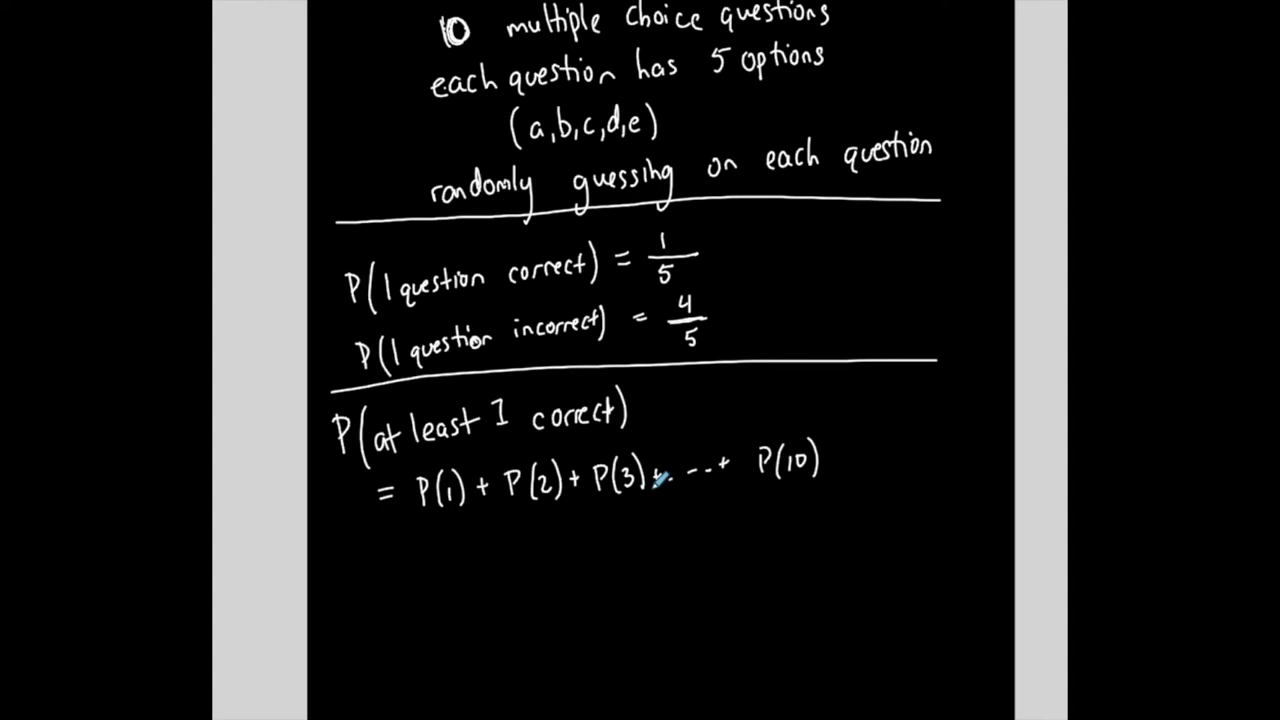 10 multiple choice questions
each question has 5 options
(a,b,c,d,e)
randomly guessing on each question
P(1 question correct) = 1/5
P(1 question incorrect) = 4/5
P(at least 1 correct)
= P(1) + P(2) + P(3) + ... + P(10)